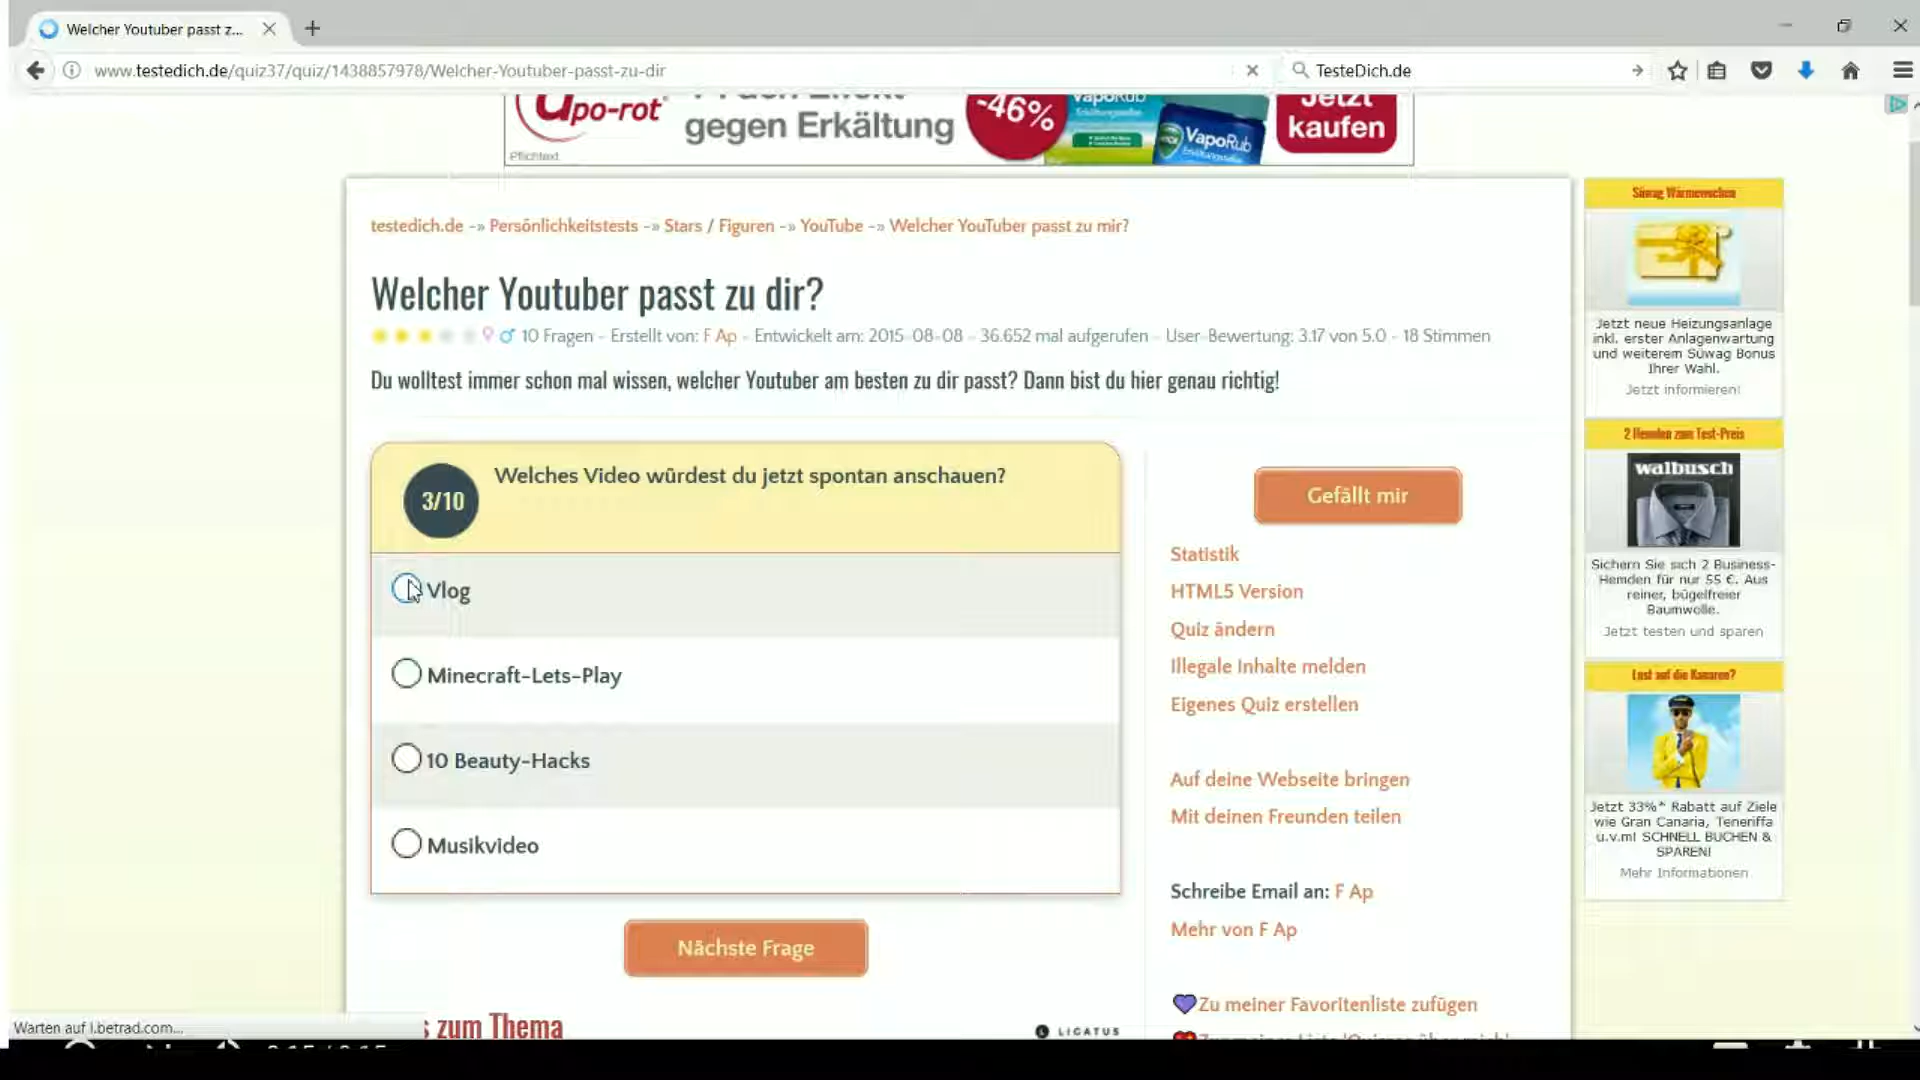 Welcher Youtuber passt z...
www.testedich.de/quiz37/quiz/1438857978/Welcher-Youtuber-passt-zu-dir
TesteDich.de
Upo-rot
gegen Erkältung
Pflichttext
-46%
VapoRub
VapoRub
Jetzt
kaufen
testedich.de -» Persönlichkeitstests -» Stars / Figuren -» YouTube -» Welcher YouTuber passt zu mir?
Welcher Youtuber passt zu dir?
10 Fragen - Erstellt von: F Ap - Entwickelt am: 2015-08-08 - 36.652 mal aufgerufen - User-Bewertung: 3.17 von 5.0 - 18 Stimmen
Du wolltest immer schon mal wissen, welcher Youtuber am besten zu dir passt? Dann bist du hier genau richtig!
3/10
Welches Video würdest du jetzt spontan anschauen?
Vlog
Minecraft-Lets-Play
10 Beauty-Hacks
Musikvideo
Nächste Frage
s zum Thema
LIGATUS
Gefällt mir
Statistik
HTML5 Version
Quiz ändern
Illegale Inhalte melden
Eigenes Quiz erstellen
Auf deine Webseite bringen
Mit deinen Freunden teilen
Schreibe Email an: F Ap
Mehr von F Ap
Zu meiner Favoritenliste zufügen
Süwag Wärmewochen
Jetzt neue Heizungsanlage
inkl. erster Anlagenwartung
und weiterem Süwag Bonus
Ihrer Wahl.
Jetzt informieren!
2 Hemden zum Test-Preis
walbusch
Sichern Sie sich 2 Business-
Hemden für nur 55 €. Aus
reiner, bügelfreier
Baumwolle.
Jetzt testen und sparen
Lust auf die Kanaren?
Jetzt 33%* Rabatt auf Ziele
wie Gran Canaria, Teneriffa
u.v.m! SCHNELL BUCHEN &
SPAREN!
Mehr Informationen
Warten auf l.betrad.com...